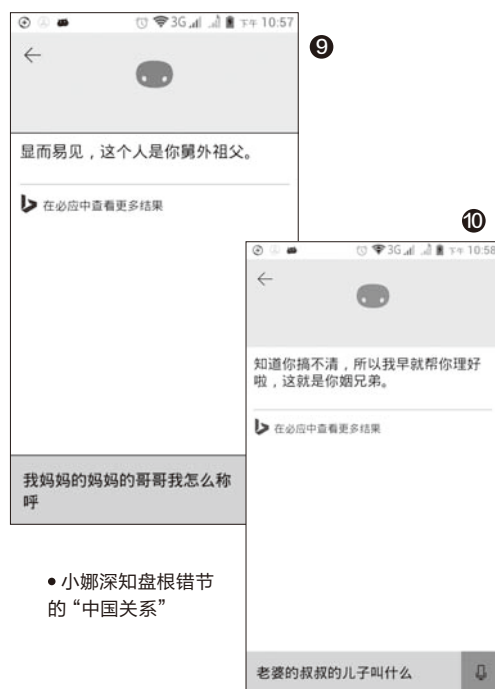 3G 下午 10:57
❾
显而易见，这个人是你舅外祖父。
在必应中查看更多结果
我妈妈的妈妈的哥哥我怎么称
呼
❿
3G 下午 10:58
知道你搞不清，所以我早就帮你理好
啦，这就是你姻兄弟。
在必应中查看更多结果
老婆的叔叔的儿子叫什么
• 小娜深知盘根错节
的“中国关系”